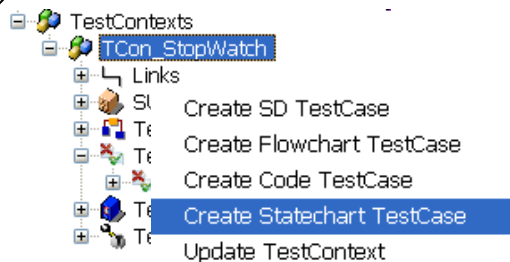 TestContexts
TCon_StopWatch
Links
Create SD TestCase
Create Flowchart TestCase
Create Code TestCase
Create Statechart TestCase
Update TestContext